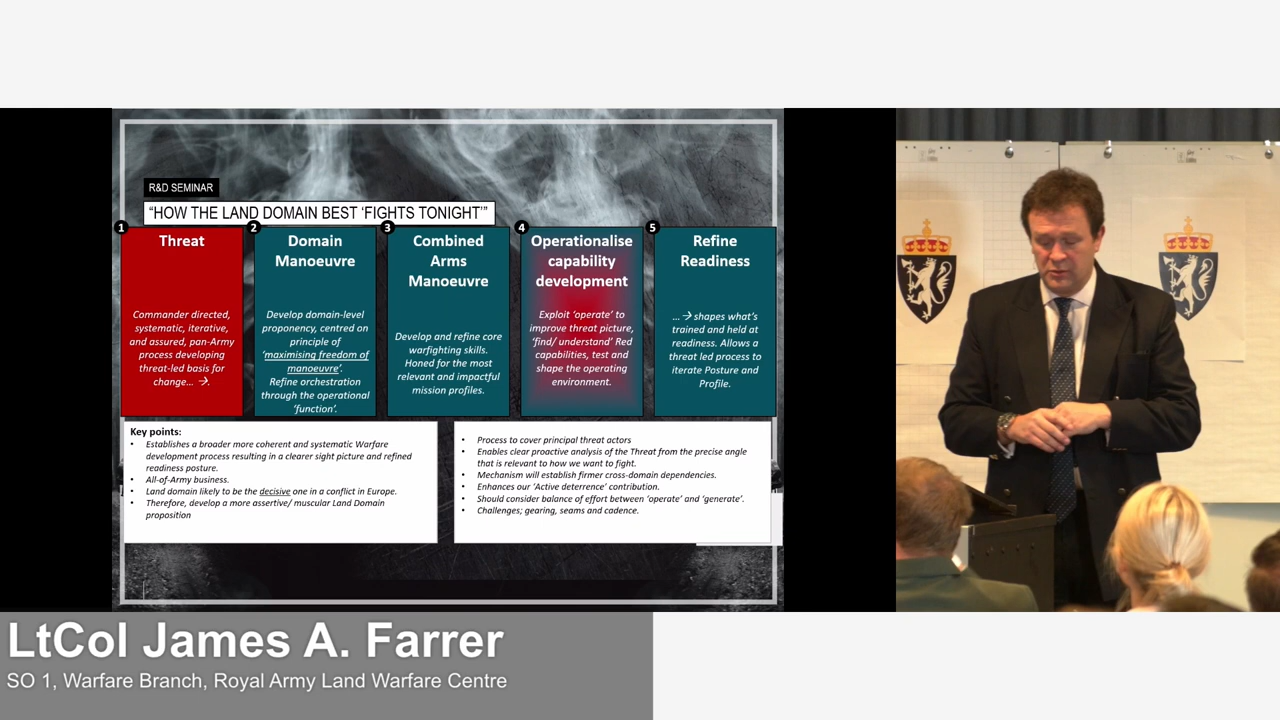 R&D SEMINAR
“HOW THE LAND DOMAIN BEST ‘FIGHTS TONIGHT’”
1
Threat
Commander directed,
systematic, iterative,
and assured, pan-Army
process developing
threat-led basis for
change… →.
2
Domain
Manoeuvre
Develop domain-level
proponency, centred on
principle of
‘maximising freedom of
manoeuvre’.
Refine orchestration
through the operational
‘function’.
3
Combined
Arms
Manoeuvre
Develop and refine core
warfighting skills.
Honed for the most
relevant and impactful
mission profiles.
4
Operationalise
capability
development
Exploit ‘operate’ to
improve threat picture,
‘find/ understand’ Red
capabilities, test and
shape the operating
environment.
5
Refine
Readiness
…→ shapes what’s
trained and held at
readiness. Allows a
threat led process to
iterate Posture and
Profile.
Key points:
• Establishes a broader more coherent and systematic Warfare
development process resulting in a clearer sight picture and refined
readiness posture.
• All-of-Army business.
• Land domain likely to be the decisive one in a conflict in Europe.
• Therefore, develop a more assertive/ muscular Land Domain
proposition
• Process to cover principal threat actors
• Enables clear proactive analysis of the Threat from the precise angle
that is relevant to how we want to fight.
• Mechanism will establish firmer cross-domain dependencies.
• Enhances our ‘Active deterrence’ contribution.
• Should consider balance of effort between ‘operate’ and ‘generate’.
• Challenges; gearing, seams and cadence.
LtCol James A. Farrer
SO 1, Warfare Branch, Royal Army Land Warfare Centre